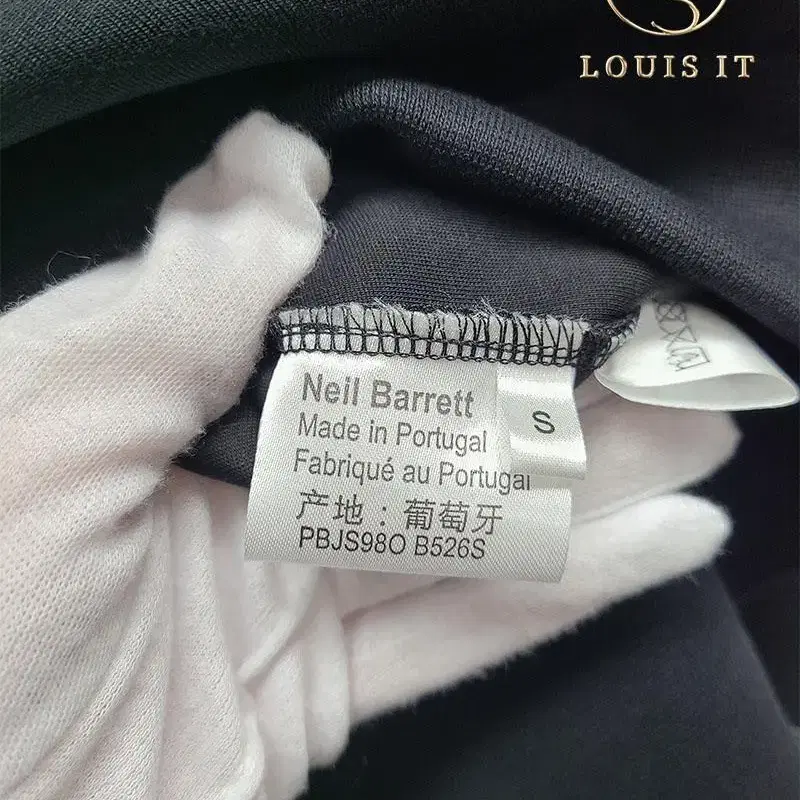 LOUIS IT
Neil Barrett
Made in Portugal
S
Fabriqué au Portugal
产地：葡萄牙
PBJS98O B526S